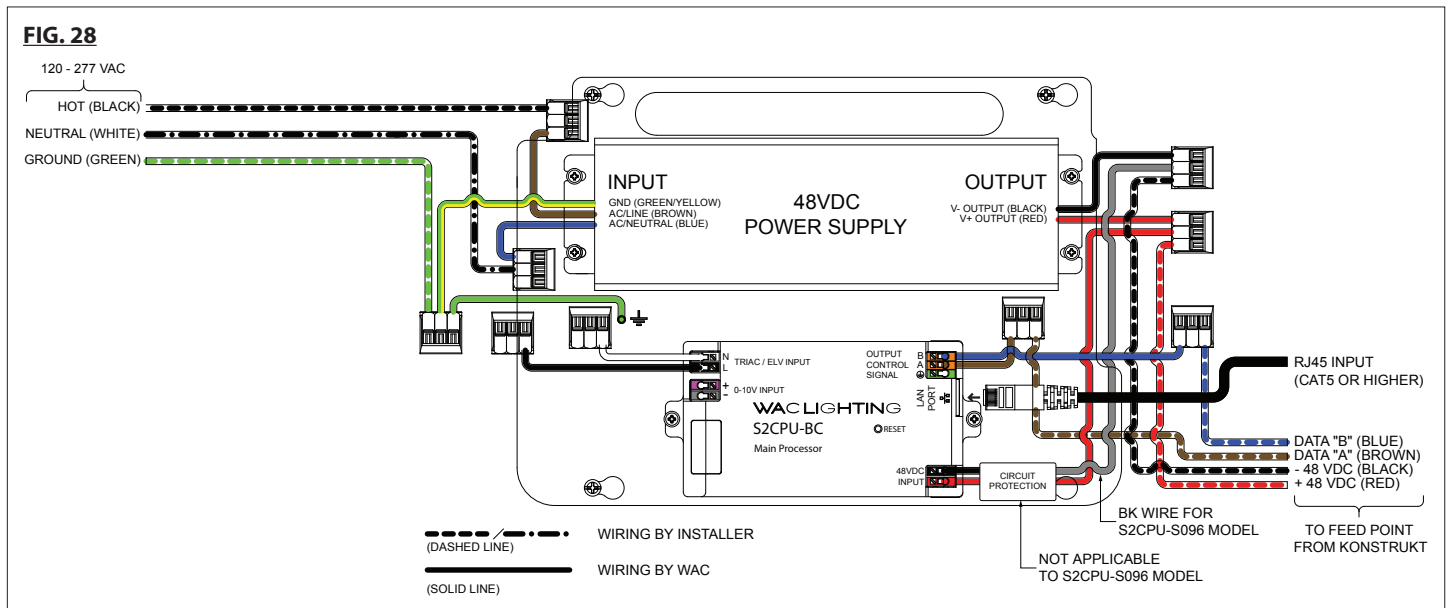 FIG. 28
120 - 277 VAC
HOT (BLACK)
NEUTRAL (WHITE)
GROUND (GREEN)
INPUT
GND (GREEN/YELLOW)
AC/LINE (BROWN)
AC/NEUTRAL (BLUE)
48VDC
POWER SUPPLY
OUTPUT
V- OUTPUT (BLACK)
V+ OUTPUT (RED)
N
L
TRIAC / ELV INPUT
+
-
0-10V INPUT
OUTPUT
CONTROL
SIGNAL
B
A
LAN
PORT
WAC LIGHTING
S2CPU-BC
RESET
Main Processor
48VDC
INPUT
CIRCUIT
PROTECTION
RJ45 INPUT
(CAT5 OR HIGHER)
DATA "B" (BLUE)
DATA "A" (BROWN)
- 48 VDC (BLACK)
+ 48 VDC (RED)
TO FEED POINT
FROM KONSTRUKT
BK WIRE FOR
S2CPU-S096 MODEL
NOT APPLICABLE
TO S2CPU-S096 MODEL
(DASHED LINE)
WIRING BY INSTALLER
(SOLID LINE)
WIRING BY WAC